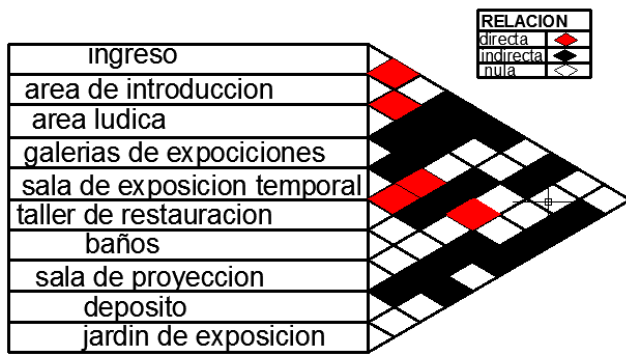 RELACION
directa
indirecta
nula
ingreso
area de introduccion
area ludica
galerias de expociciones
sala de exposicion temporal
taller de restauracion
baños
sala de proyeccion
deposito
jardin de exposicion